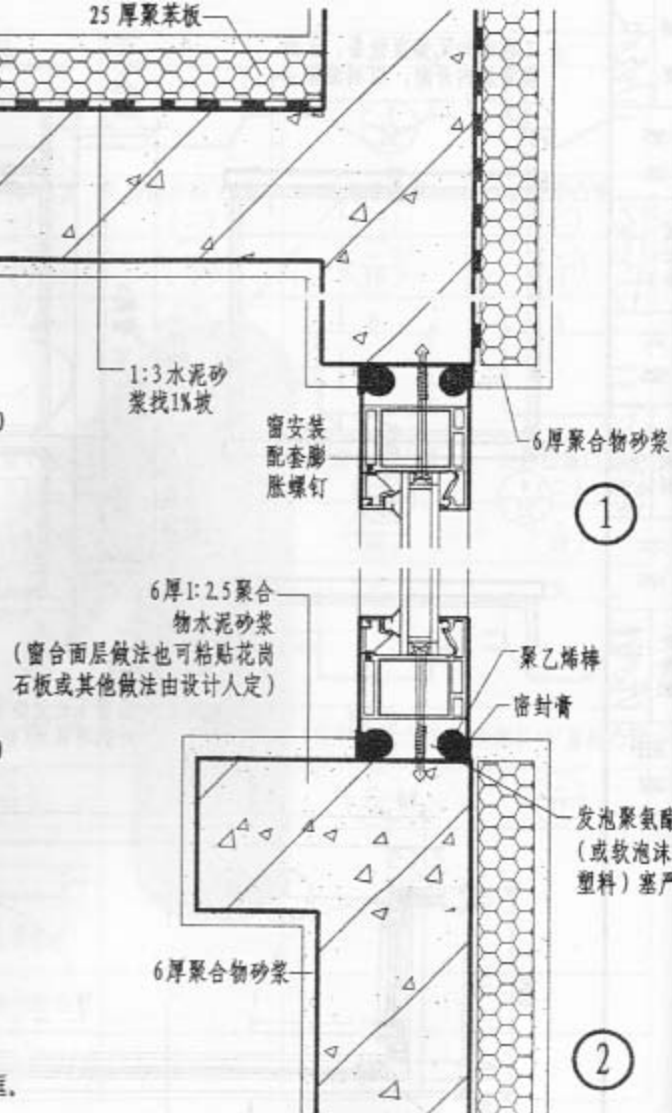 25厚聚苯板
1:3水泥砂
浆找1%坡
窗安装
配套膨
胀螺钉
6厚聚合物砂浆
1
6厚1:2.5聚合
物水泥砂浆
(窗台面层做法也可粘贴花岗
石板或其他做法由设计人定)
聚乙烯棒
密封膏
发泡聚氨酯
(或软泡沫
塑料)塞严
6厚聚合物砂浆
2